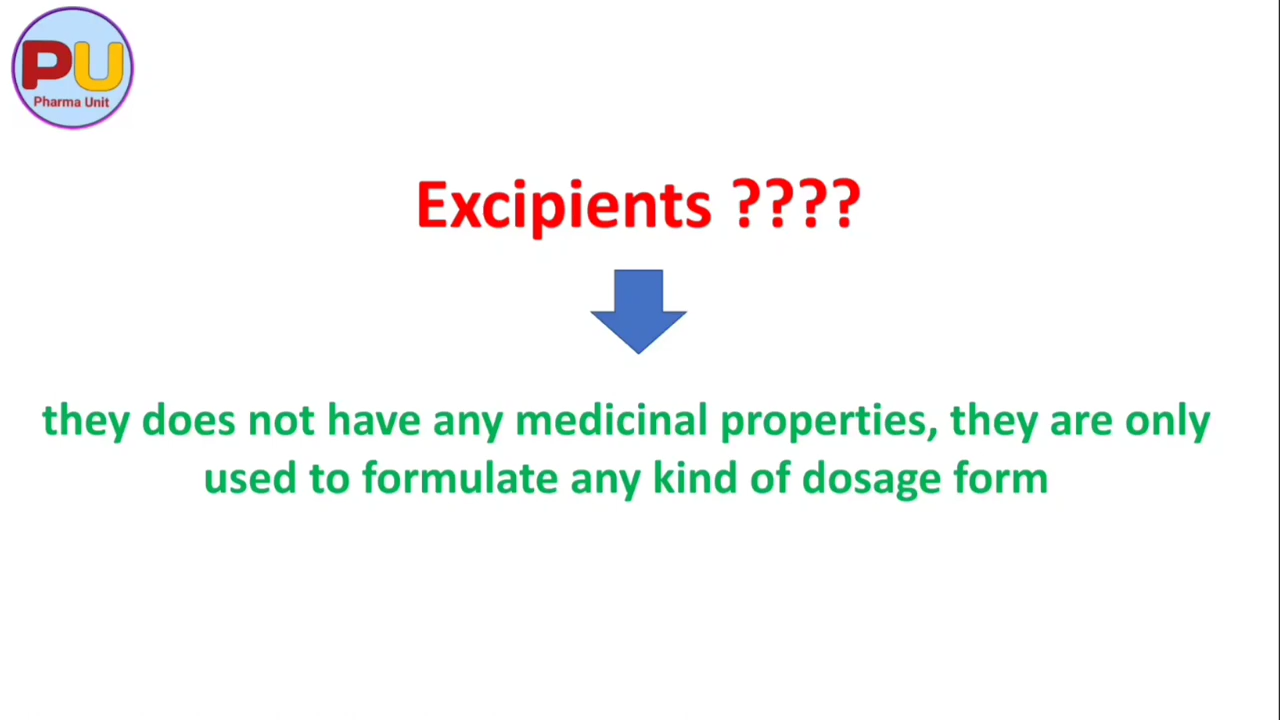 PU
Pharma Unit
Excipients ????
they does not have any medicinal properties, they are only
used to formulate any kind of dosage form